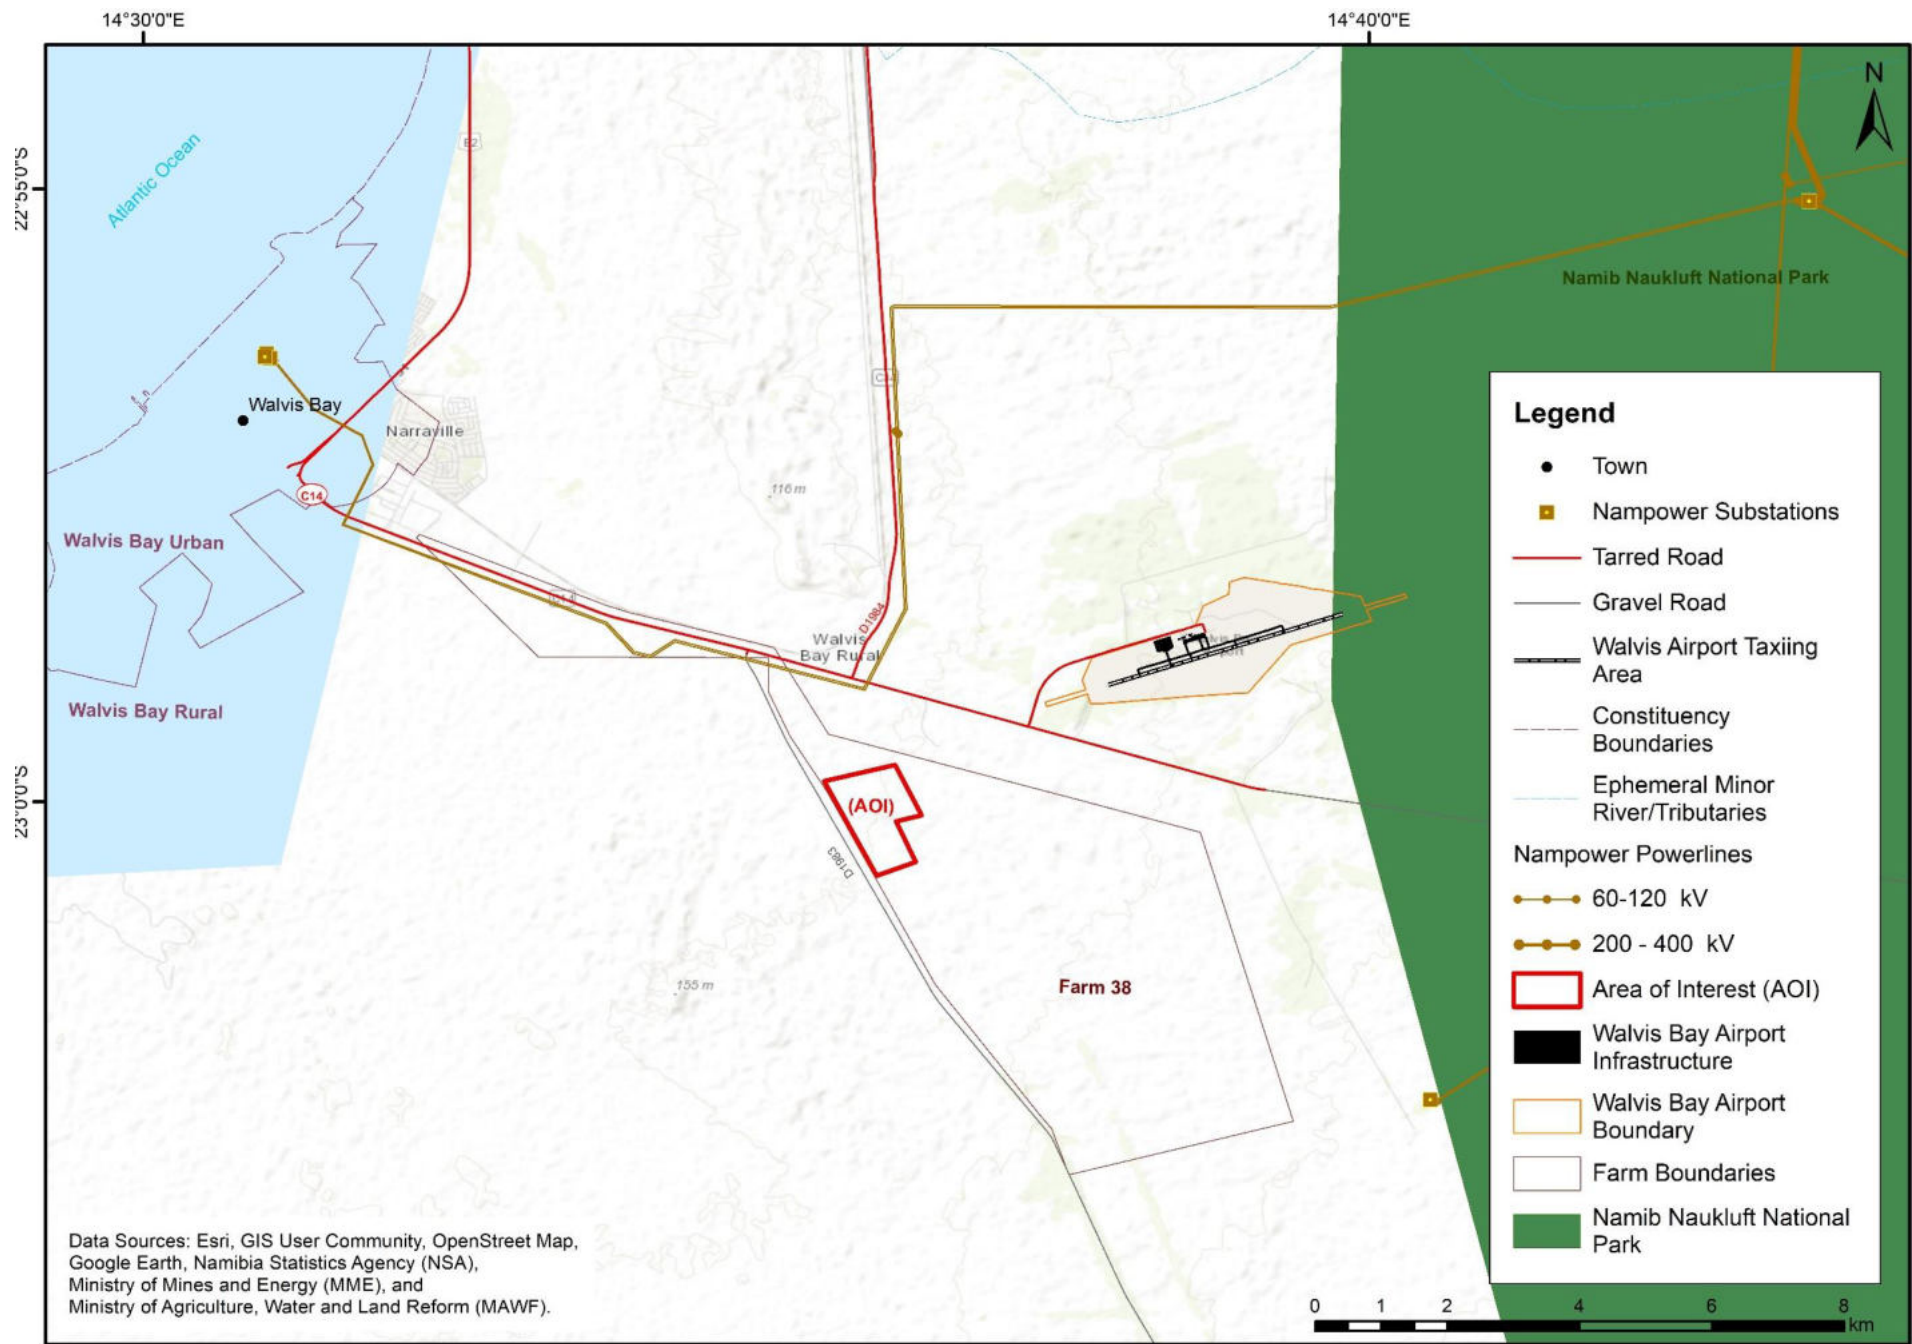 14°30'0"E
14°40'0"E
N
22°55'0"S
Atlantic Ocean
B2
Namib Naukluft National Park
Walvis Bay
Narraville
116 m
C14
Walvis Bay Urban
C14
D1984
Walvis
Bay Rural
Walvis Bay Rural
23°0'0"S
(AOI)
D1983
155 m
Farm 38
Legend
Town
Nampower Substations
Tarred Road
Gravel Road
Walvis Airport Taxiing
Area
Constituency
Boundaries
Ephemeral Minor
River/Tributaries
Nampower Powerlines
60-120 kV
200 - 400 kV
Area of Interest (AOI)
Walvis Bay Airport
Infrastructure
Walvis Bay Airport
Boundary
Farm Boundaries
Namib Naukluft National
Park
Data Sources: Esri, GIS User Community, OpenStreet Map,
Google Earth, Namibia Statistics Agency (NSA),
Ministry of Mines and Energy (MME), and
Ministry of Agriculture, Water and Land Reform (MAWF).
0 1 2 4 6 8
km